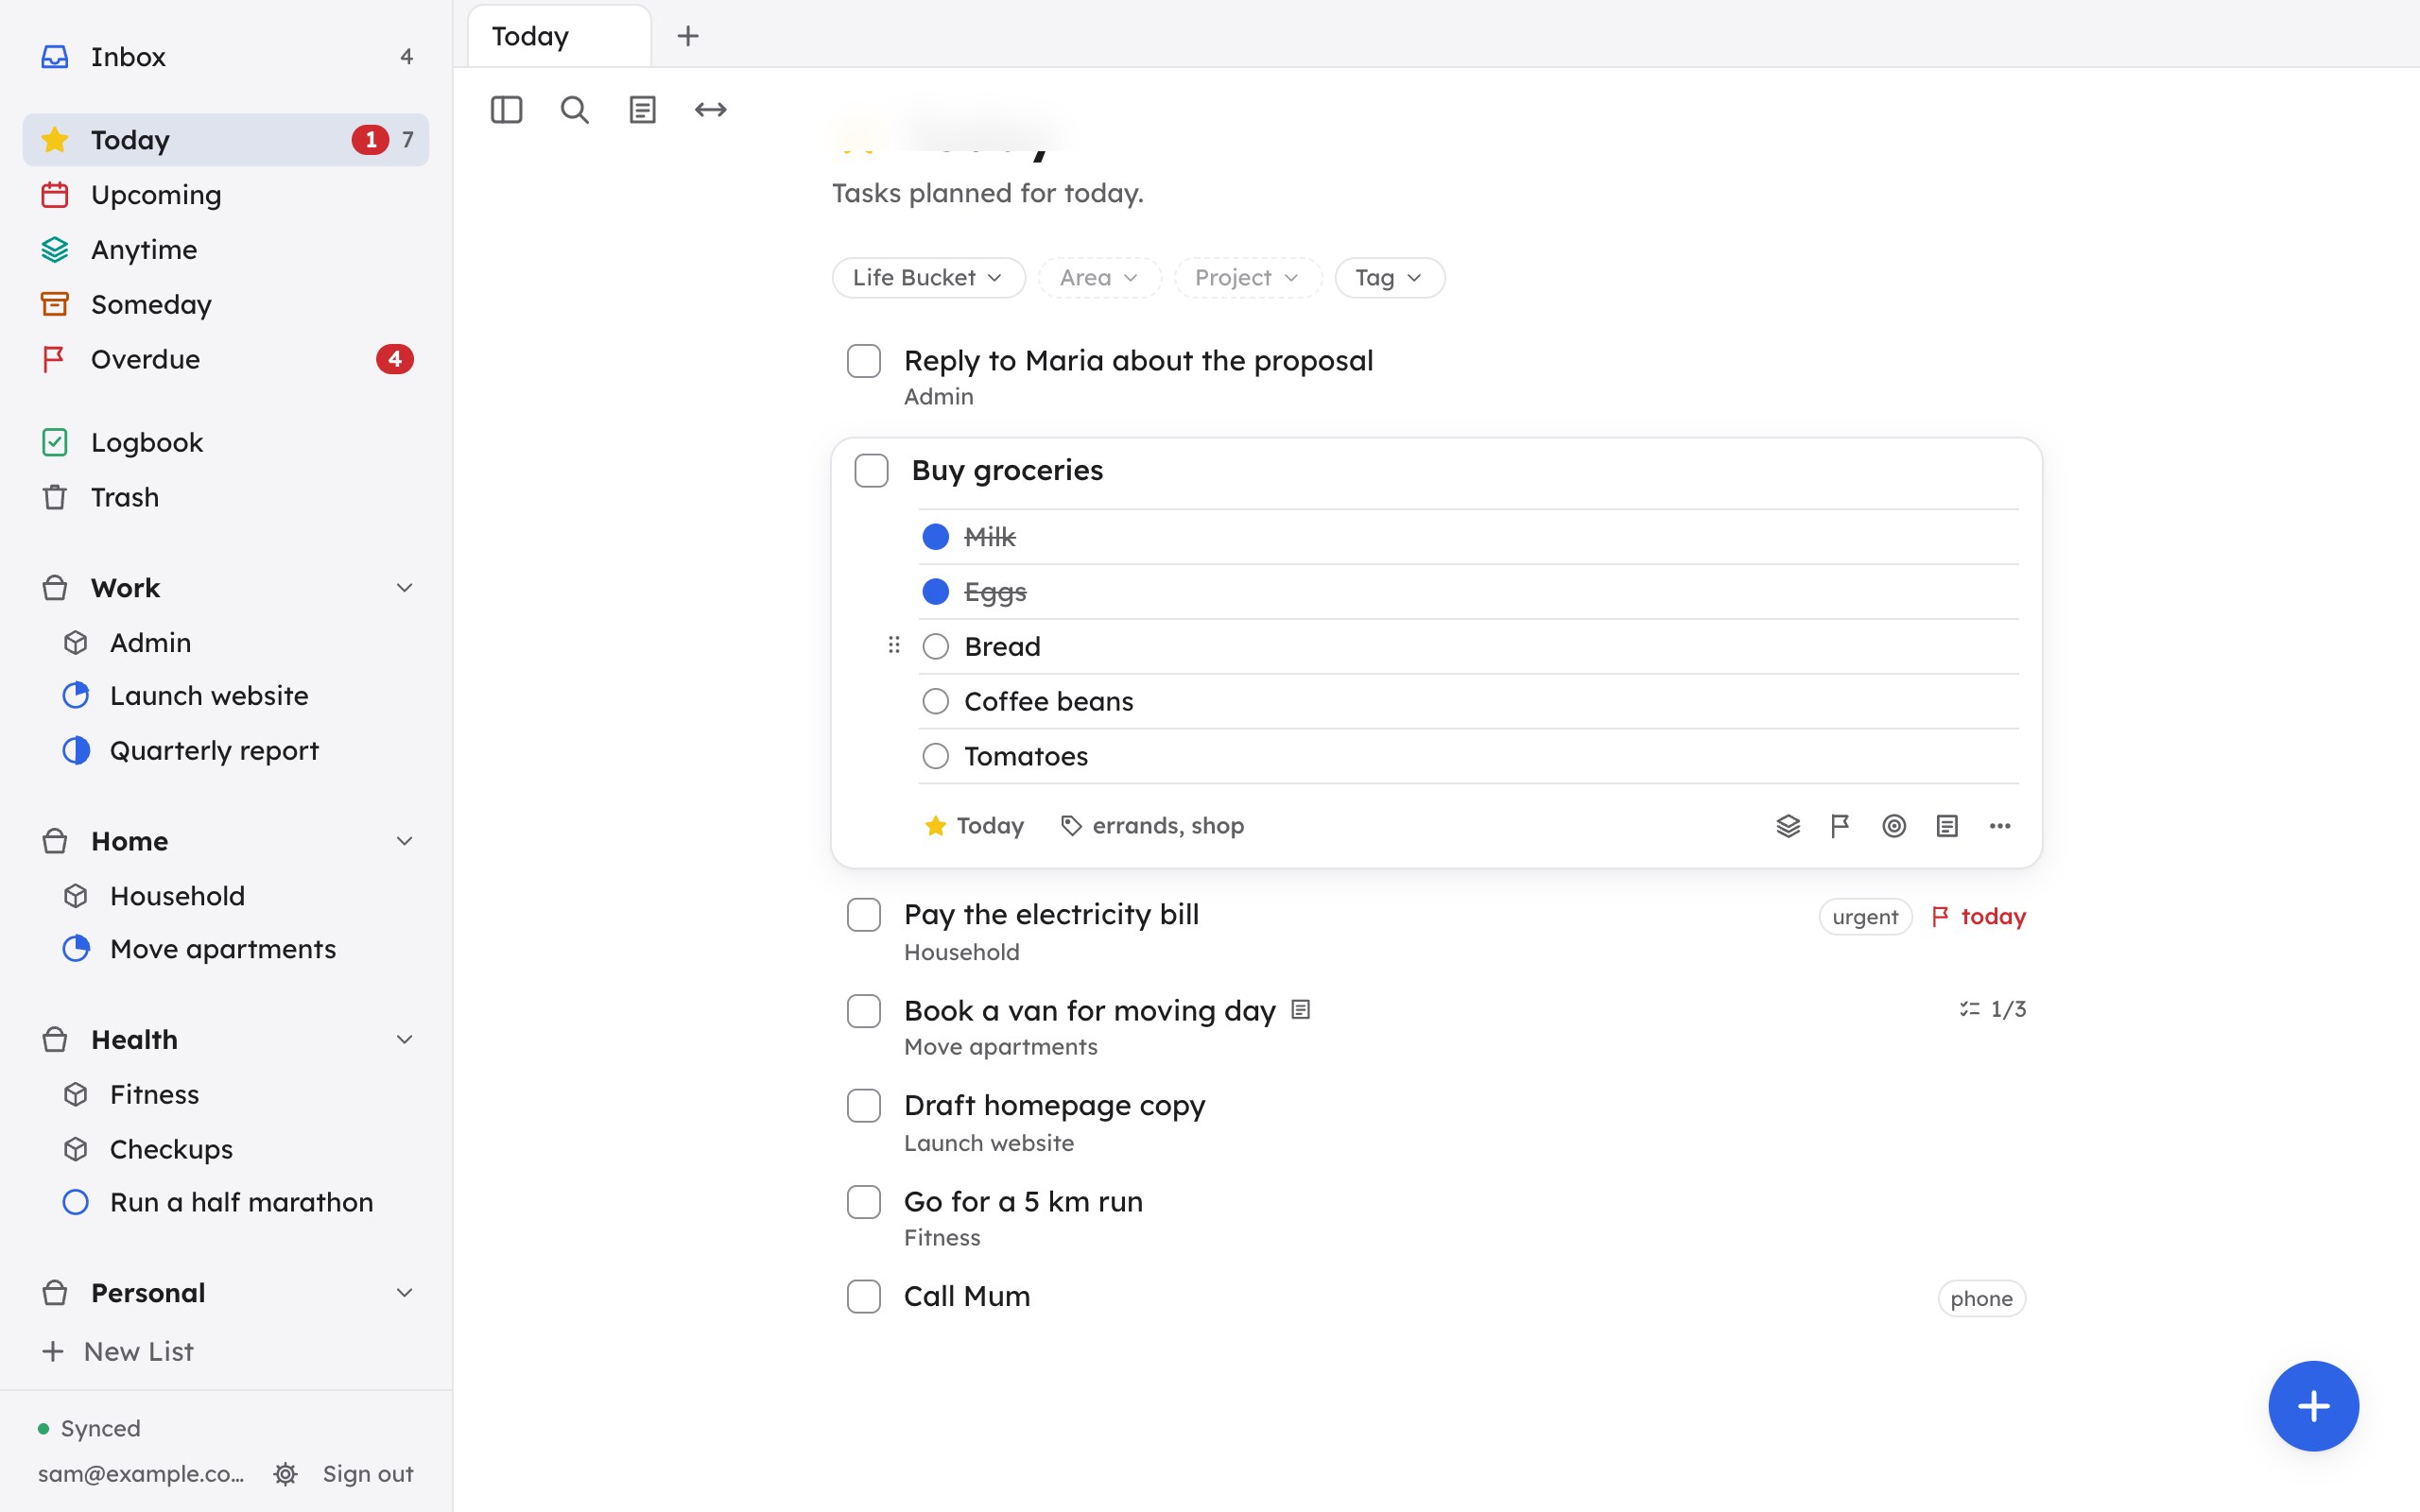 Inbox 4
Today 1 7
Upcoming
Anytime
Someday
Overdue 4
Logbook
Trash
Work
Admin
Launch website
Quarterly report
Home
Household
Move apartments
Health
Fitness
Checkups
Run a half marathon
Personal
New List
Synced
sam@example.co...
Sign out
Today
Tasks planned for today.
Life Bucket Area Project Tag
Reply to Maria about the proposal
Admin
Buy groceries
Milk
Eggs
Bread
Coffee beans
Tomatoes
Today errands, shop
Pay the electricity bill urgent today
Household
Book a van for moving day 1/3
Move apartments
Draft homepage copy
Launch website
Go for a 5 km run
Fitness
Call Mum phone